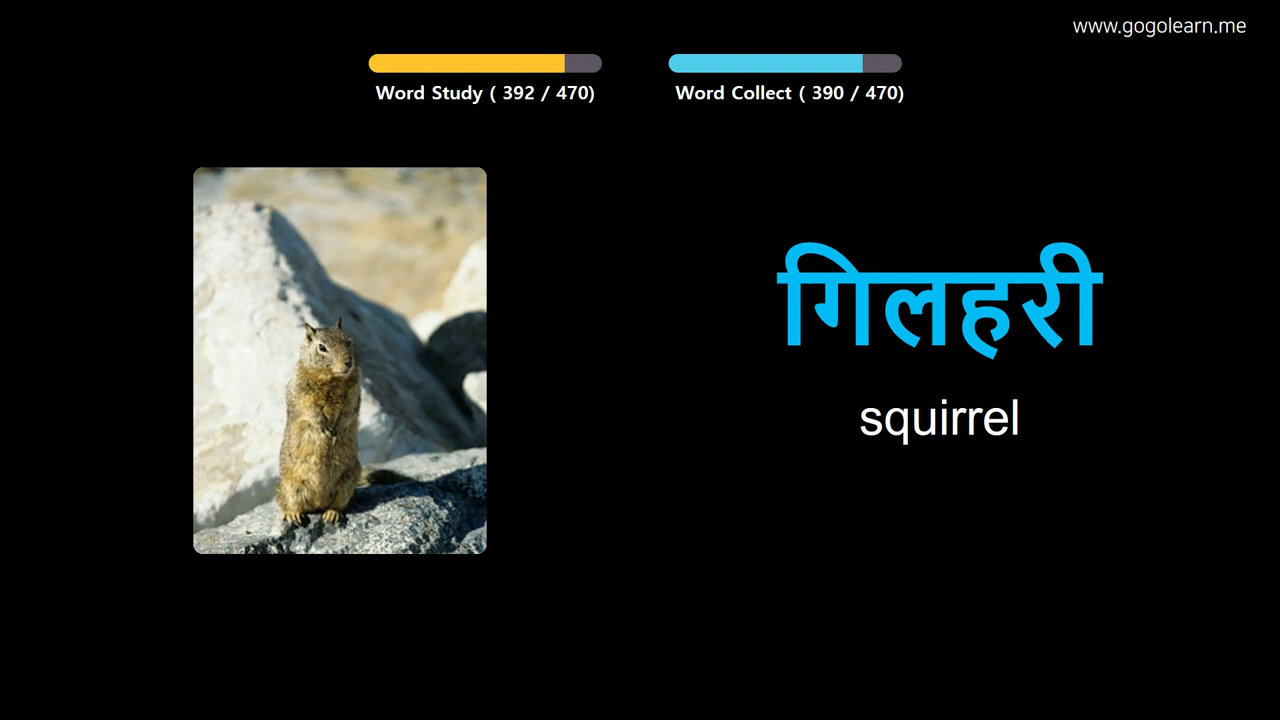 www.gogolearn.me
Word Study ( 392 / 470)
Word Collect ( 390 / 470)
गिलहरी
squirrel